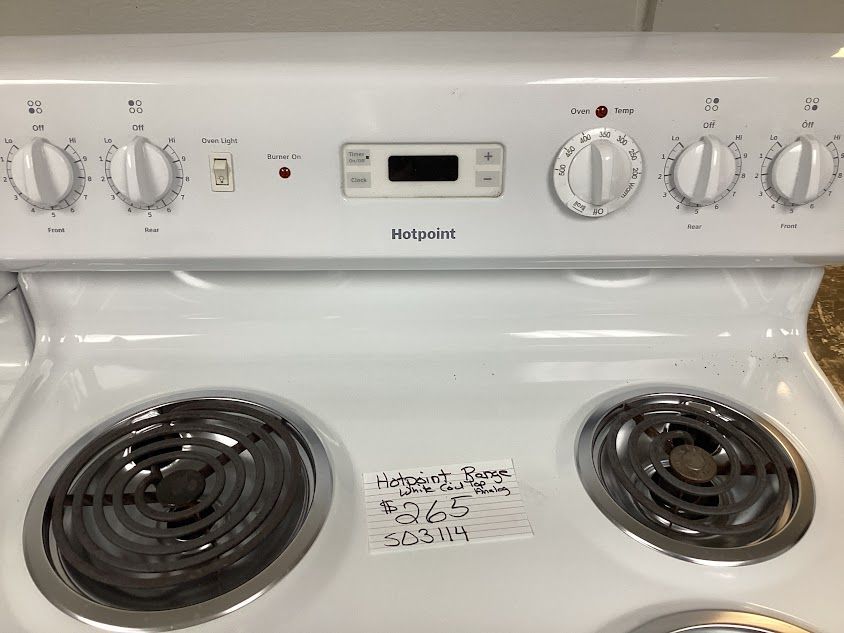 Off
Lo Hi
1 9
2 8
3 7
4 5 6
Front
Off
Lo Hi
1 9
2 8
3 7
4 5 6
Rear
Oven Light
Burner On
Timer
On/Off
Clock
+
−
Hotpoint
Oven Temp
Off Broil 500 450 400 350 300 250 200 Warm
Off
Lo Hi
1 9
2 8
3 7
4 5 6
Rear
Off
Lo Hi
1 9
2 8
3 7
4 5 6
Front
Hotpoint Range
White Coil Top
Analog
$265
S03114